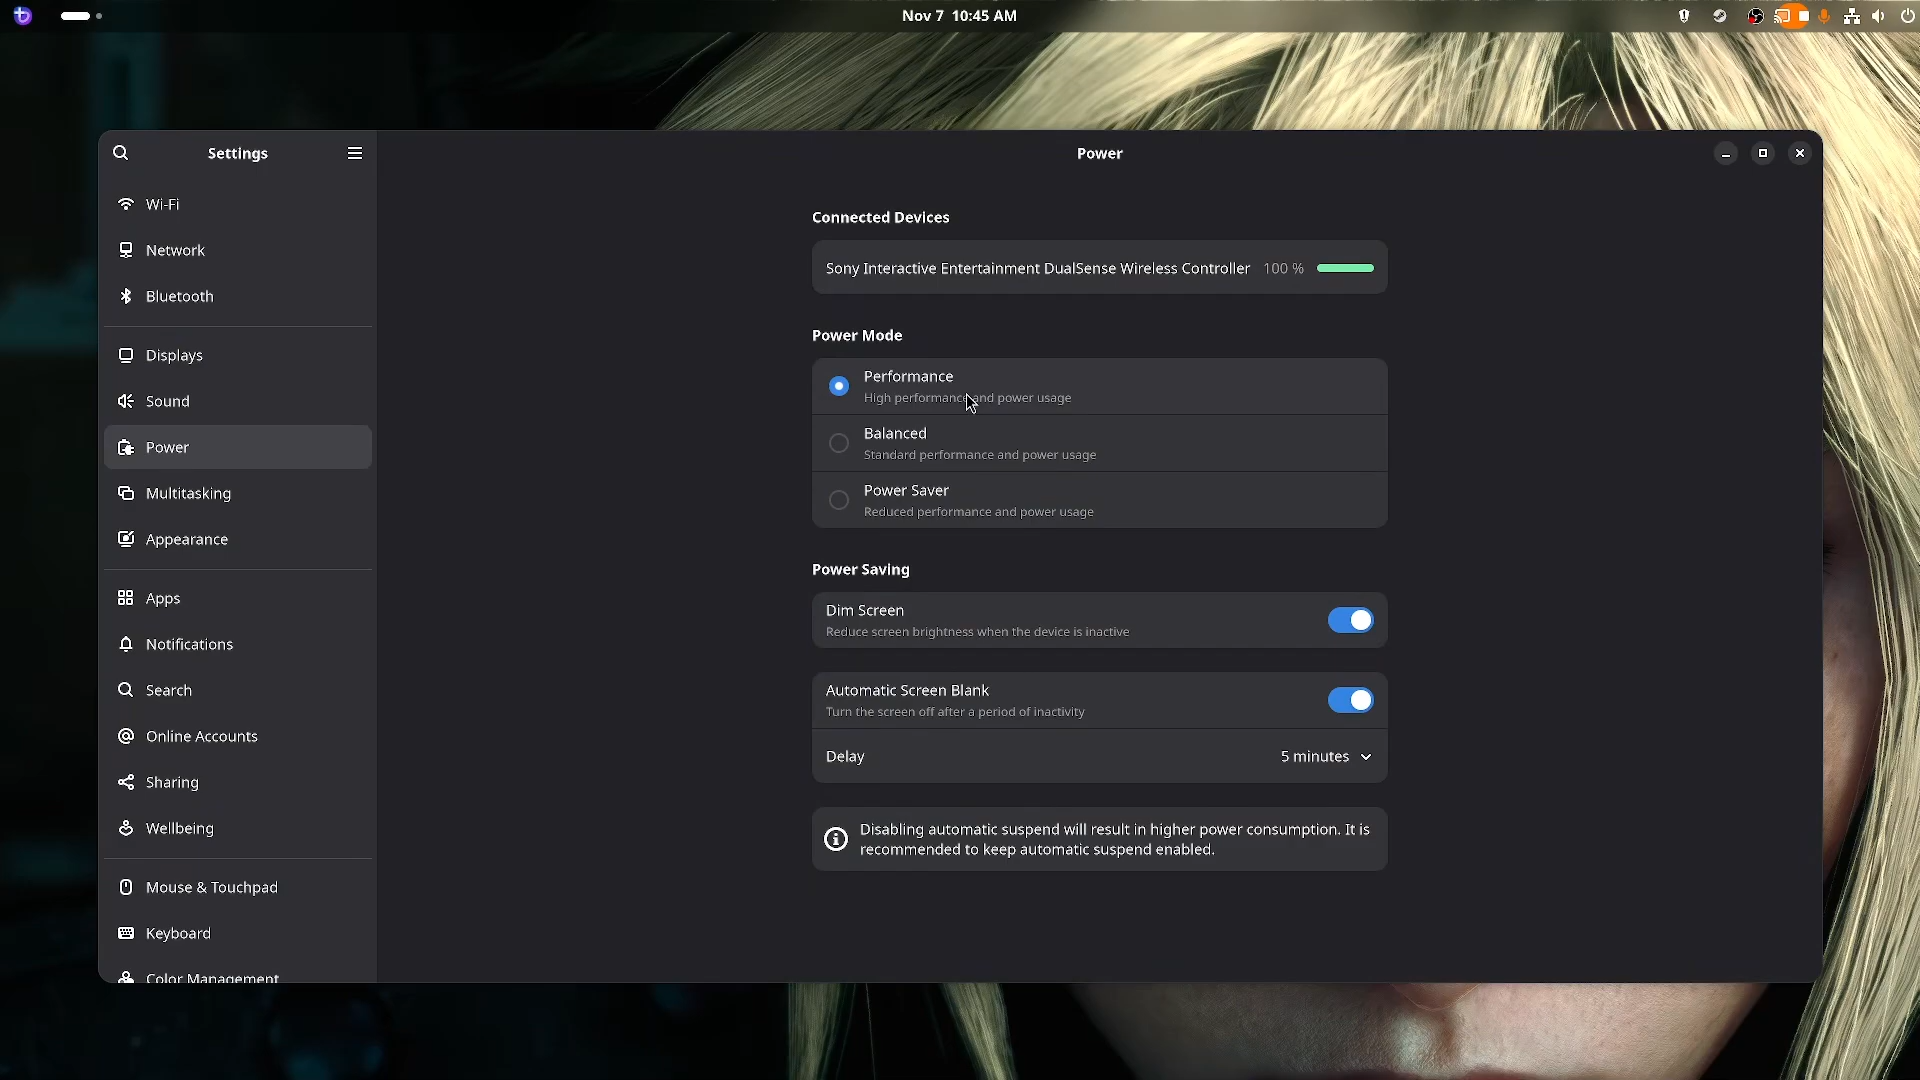 Nov 7 10:45 AM
Settings
Power
Wi-Fi
Network
Bluetooth
Displays
Sound
Power
Multitasking
Appearance
Apps
Notifications
Search
Online Accounts
Sharing
Wellbeing
Mouse & Touchpad
Keyboard
Color Management
Connected Devices
Sony Interactive Entertainment DualSense Wireless Controller 100 %
Power Mode
Performance
High performance and power usage
Balanced
Standard performance and power usage
Power Saver
Reduced performance and power usage
Power Saving
Dim Screen
Reduce screen brightness when the device is inactive
Automatic Screen Blank
Turn the screen off after a period of inactivity
Delay 5 minutes
Disabling automatic suspend will result in higher power consumption. It is
recommended to keep automatic suspend enabled.